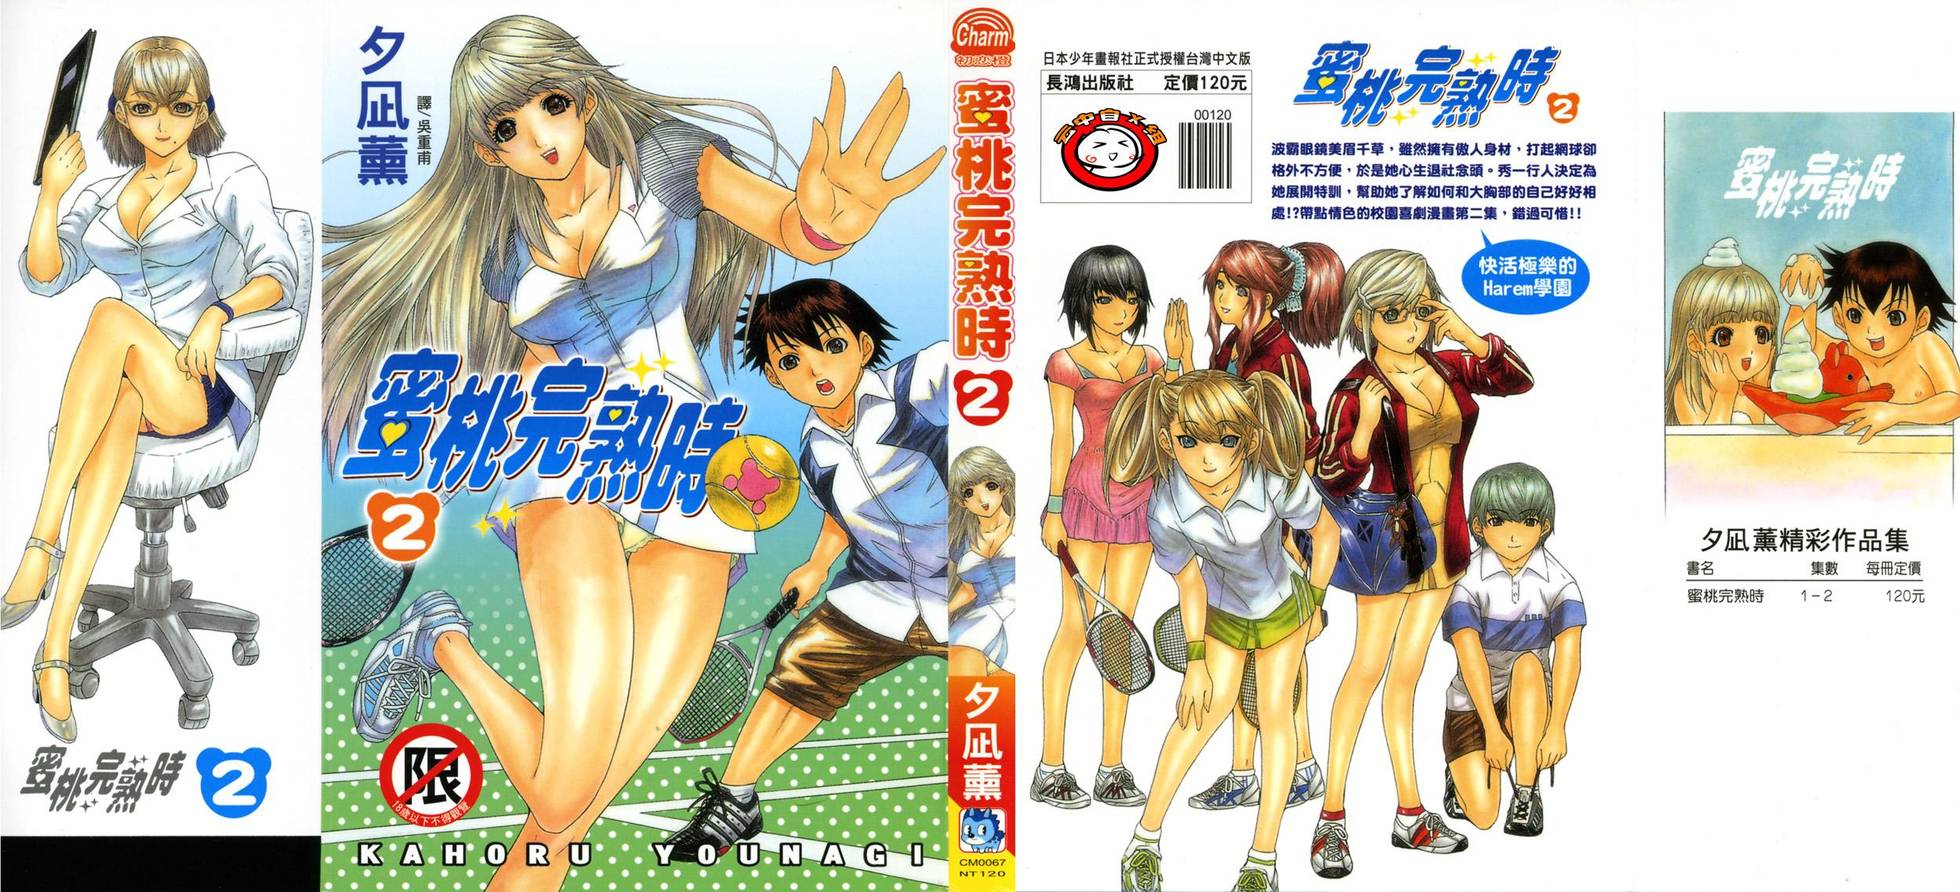 蜜桃完熟時
2
夕凪薰
譯/吳重甫
蜜桃完熟時
2
限
18歲以下不得觀覽
KAHORU YOUNAGI
Charm
蜜桃完熟時
2
夕凪薰
CM0067
NT120
日本少年畫報社正式授權台灣中文版
長鴻出版社 定價120元
00120
蜜桃完熟時
2
波霸眼鏡美眉千草，雖然擁有傲人身材，打起網球卻
格外不方便，於是她心生退社念頭。秀一行人決定為
她展開特訓，幫助她了解如何和大胸部的自己好好相
處!?帶點情色的校園喜劇漫畫第二集，錯過可惜!!
快活極樂的
Harem學園
蜜桃完熟時
夕凪薰精彩作品集
書名 集數 每冊定價
蜜桃完熟時 1－2 120元